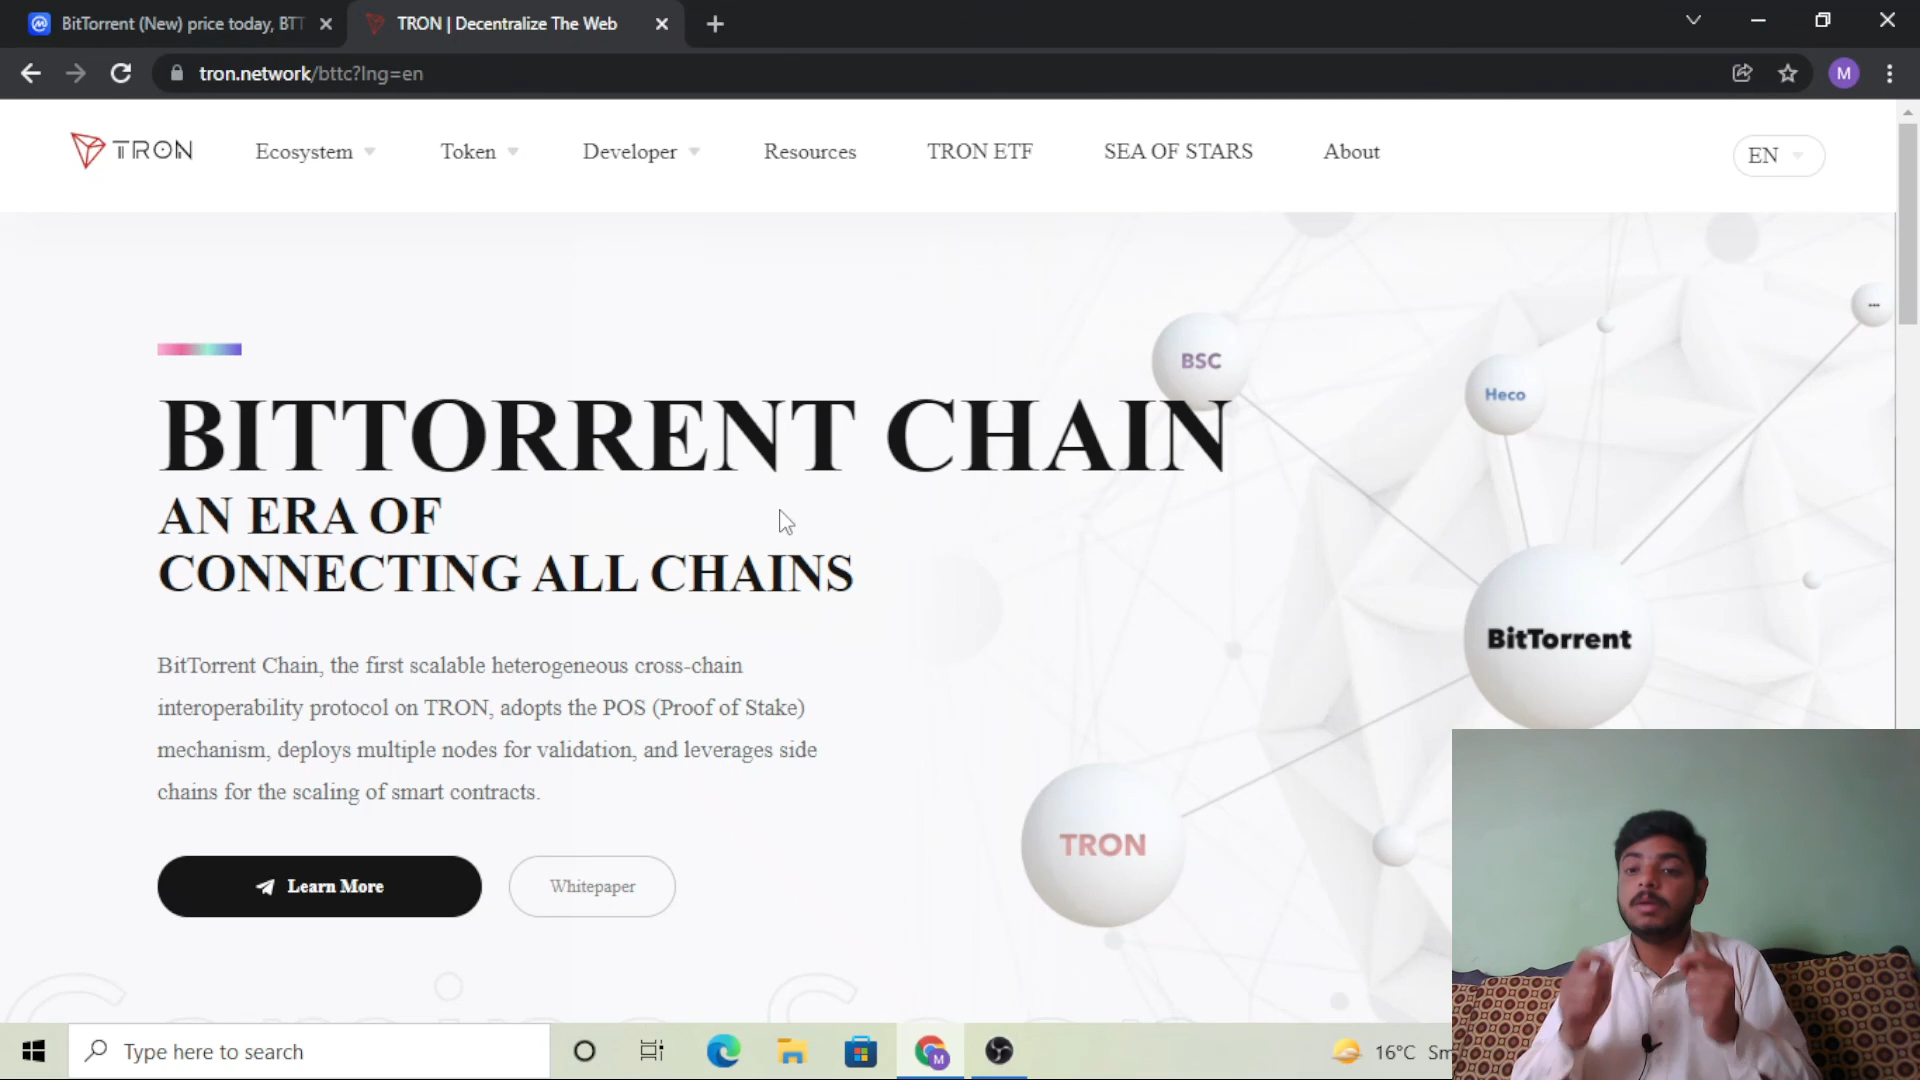 BitTorrent (New) price today, BTT
TRON | Decentralize The Web
tron.network/bttc?lng=en
M
TRON
Ecosystem
Token
Developer
Resources
TRON ETF
SEA OF STARS
About
EN
BSC
Heco
...
BITTORRENT CHAIN
AN ERA OF
CONNECTING ALL CHAINS
BitTorrent
BitTorrent Chain, the first scalable heterogeneous cross-chain
interoperability protocol on TRON, adopts the POS (Proof of Stake)
mechanism, deploys multiple nodes for validation, and leverages side
chains for the scaling of smart contracts.
TRON
Learn More
Whitepaper
Type here to search
M
16°C